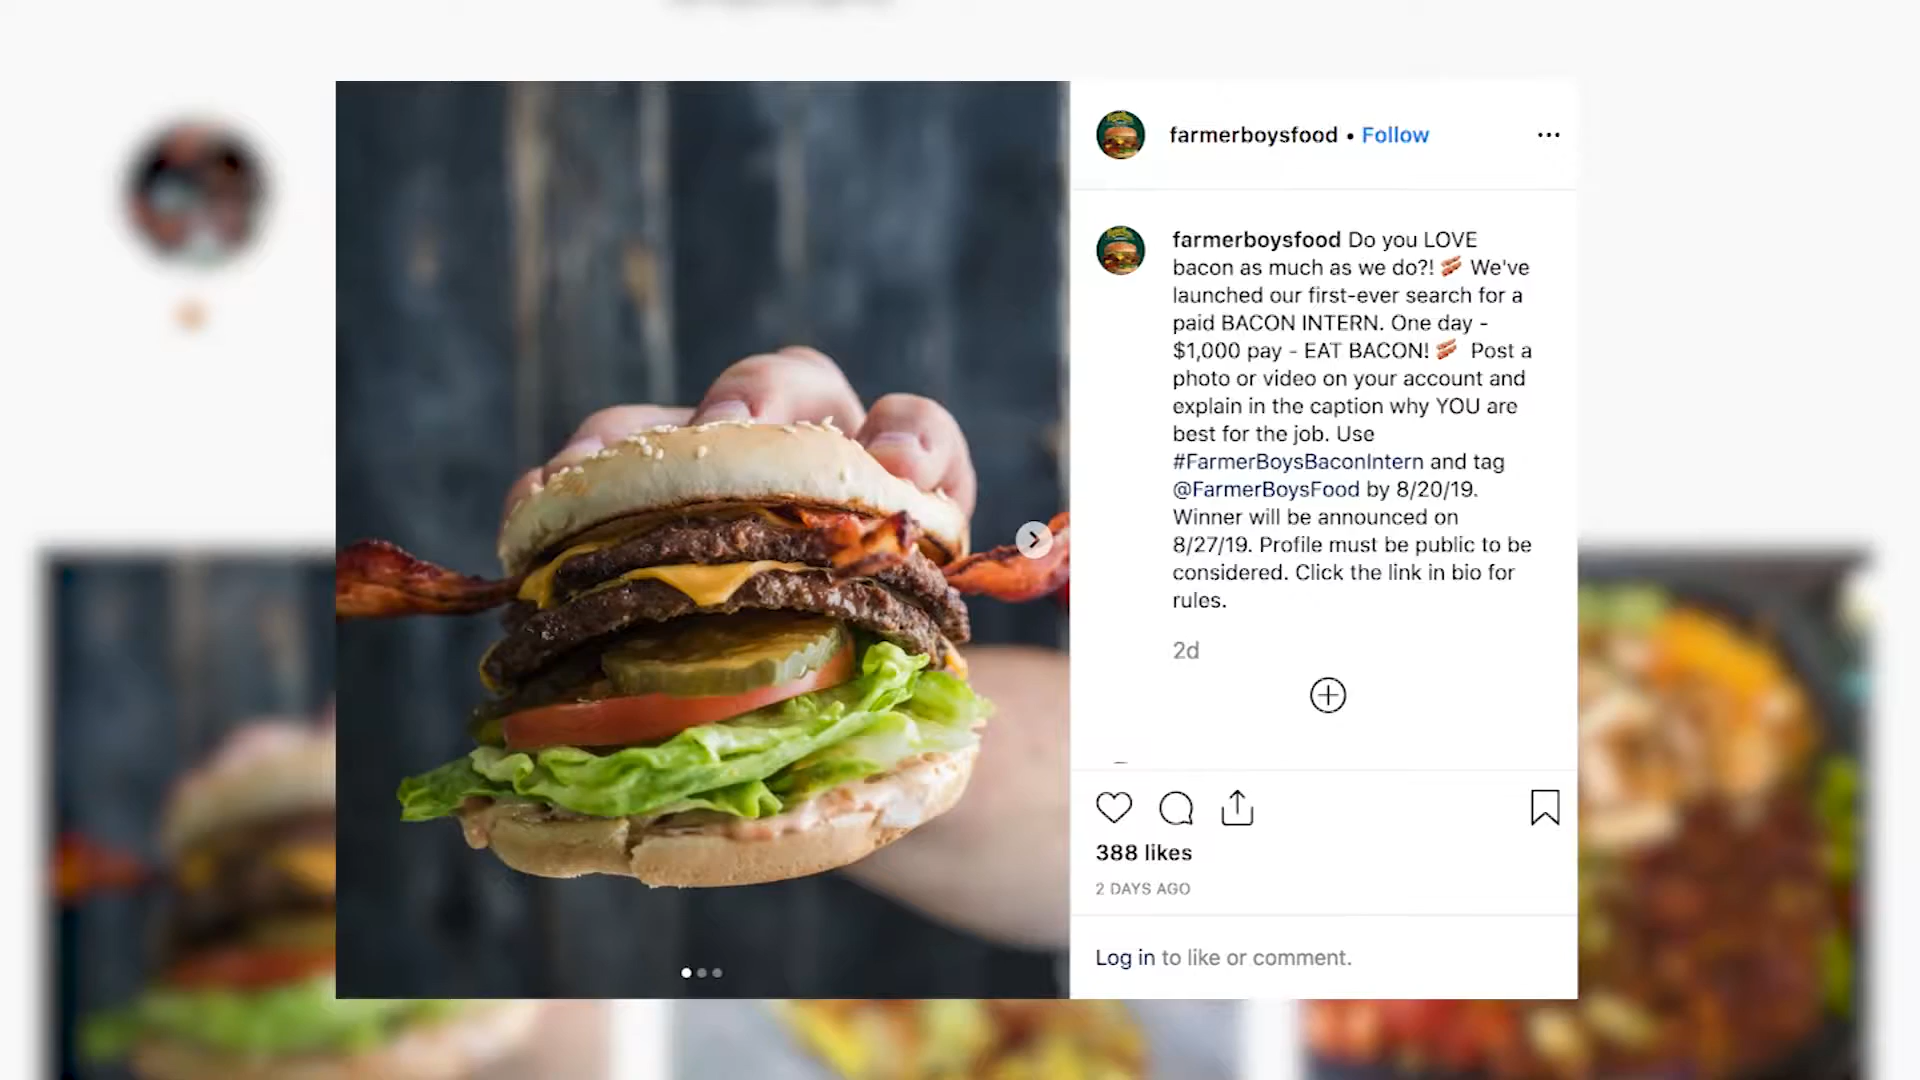 farmerboysfood • Follow
farmerboysfood Do you LOVE
bacon as much as we do?! 🥓 We've
launched our first-ever search for a
paid BACON INTERN. One day -
$1,000 pay - EAT BACON! 🥓 Post a
photo or video on your account and
explain in the caption why YOU are
best for the job. Use
#FarmerBoysBaconIntern and tag
@FarmerBoysFood by 8/20/19.
Winner will be announced on
8/27/19. Profile must be public to be
considered. Click the link in bio for
rules.
2d
388 likes
2 DAYS AGO
Log in to like or comment.